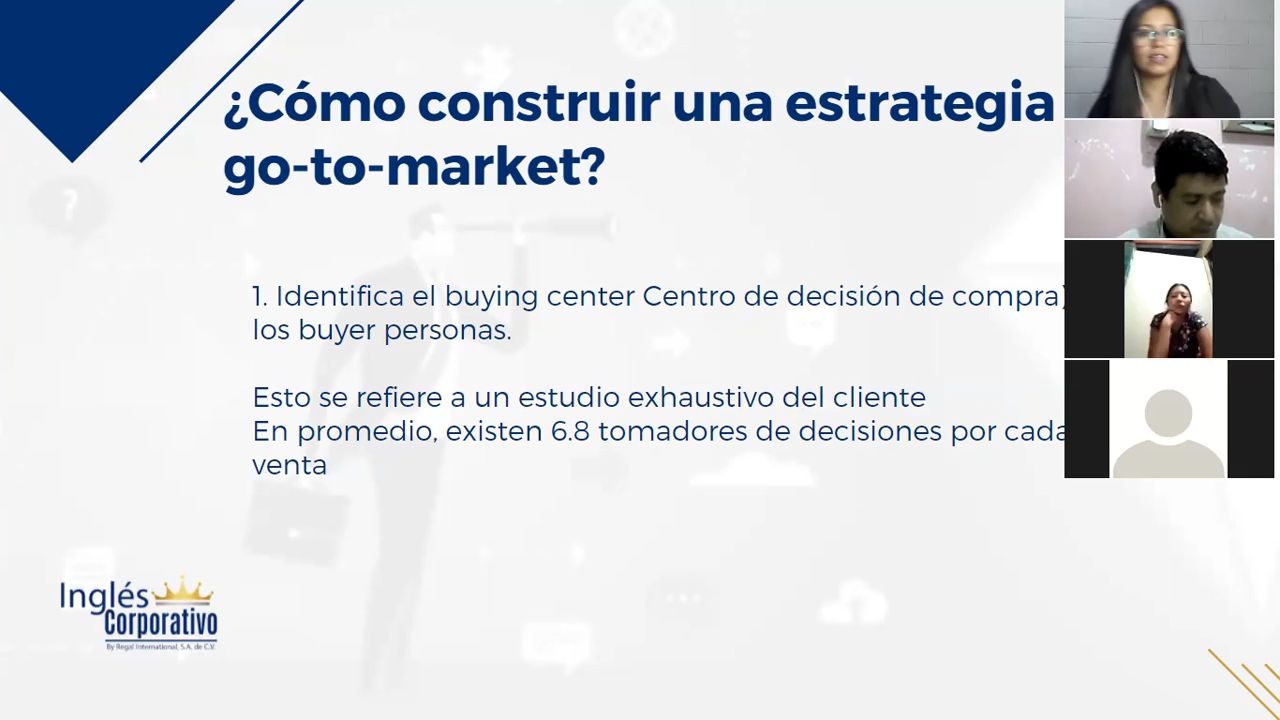 ¿Cómo construir una estrategia
go-to-market?
1. Identifica el buying center Centro de decisión de compra)
los buyer personas.
Esto se refiere a un estudio exhaustivo del cliente
En promedio, existen 6.8 tomadores de decisiones por cada
venta
Inglés
Corporativo
By Regal International, S.A. de C.V.